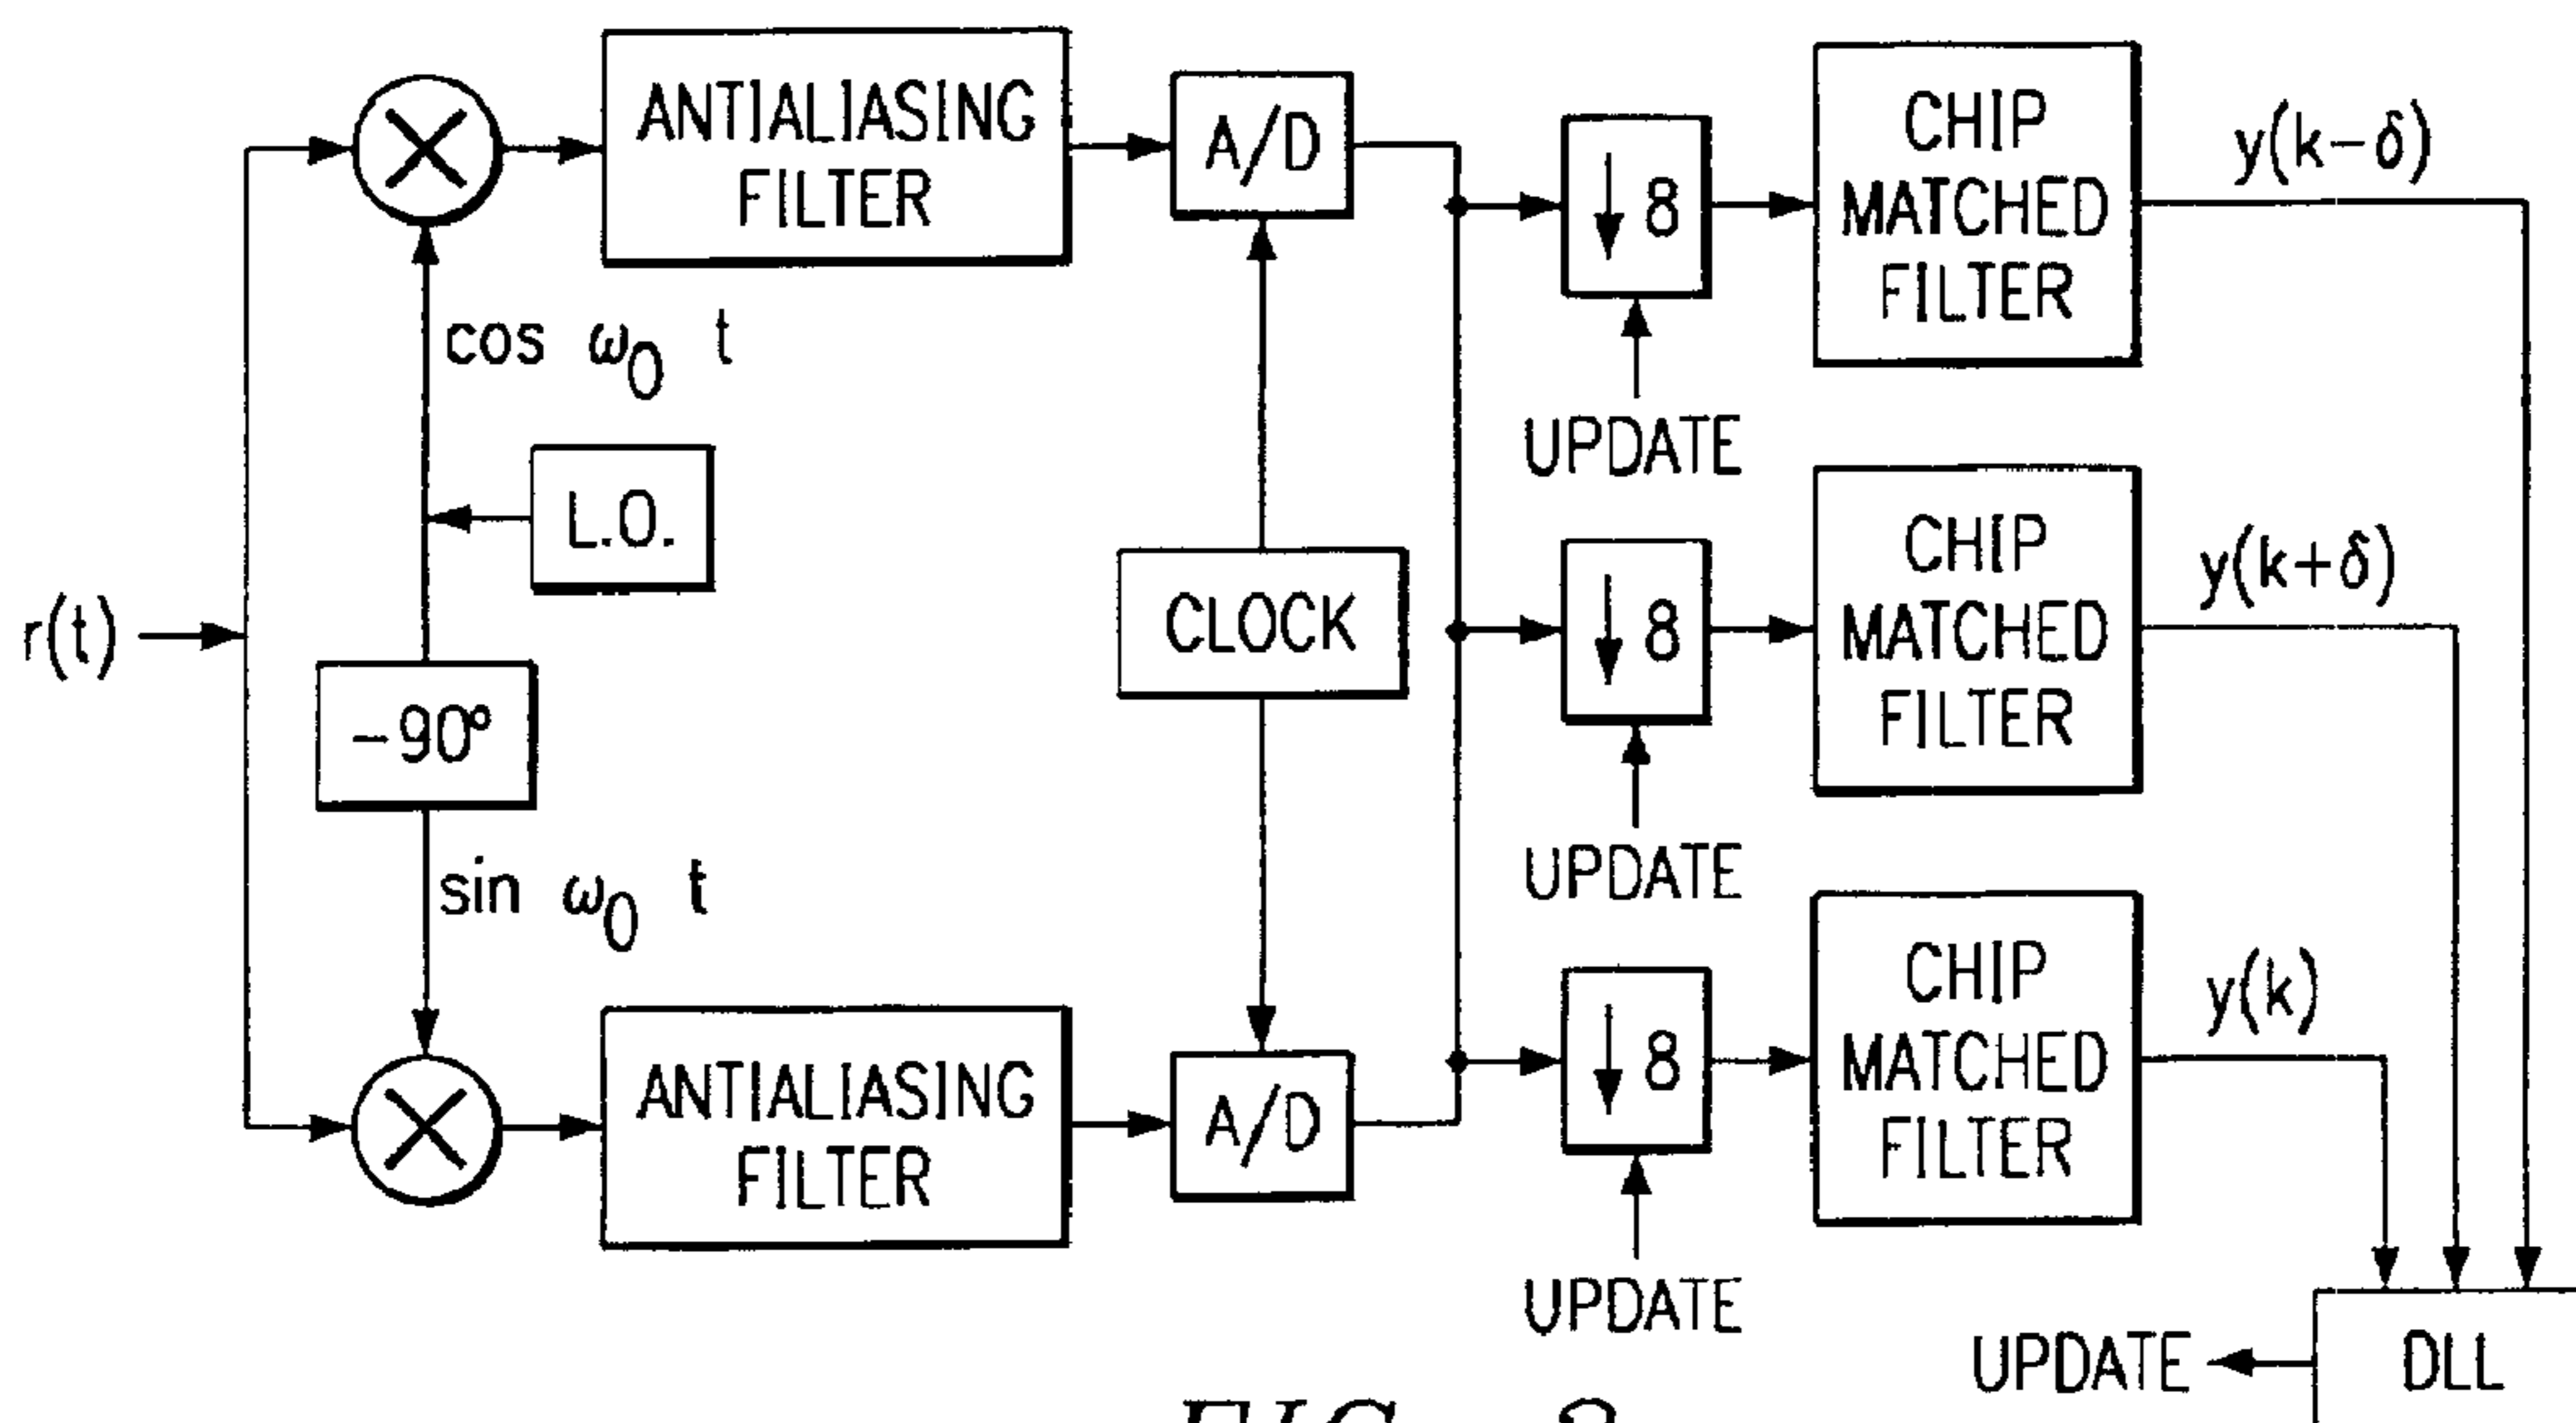 ANTIALIASING
FILTER
A/D
↓ 8
CHIP
MATCHED
FILTER
y(k−δ)
cos ω0 t
UPDATE
L.O.
r(t)
CLOCK
↓ 8
CHIP
MATCHED
FILTER
y(k+δ)
−90°
sin ω0 t
UPDATE
ANTIALIASING
FILTER
A/D
↓ 8
CHIP
MATCHED
FILTER
y(k)
UPDATE
UPDATE
DLL